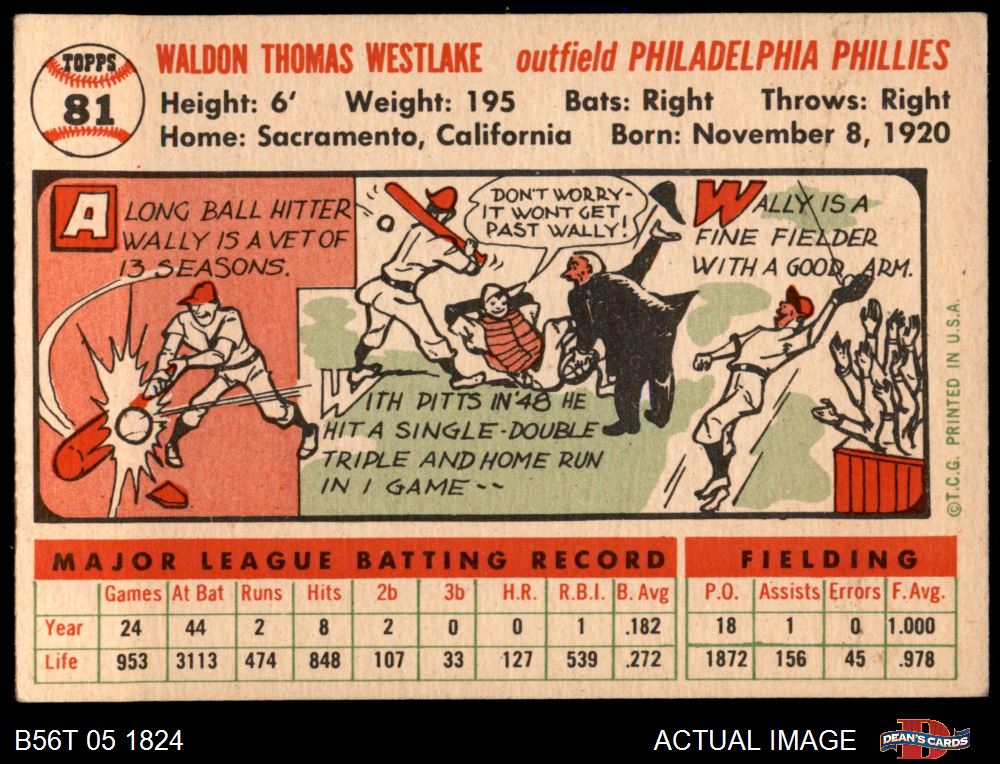 TOPPS
81
WALDON THOMAS WESTLAKE outfield PHILADELPHIA PHILLIES
Height: 6' Weight: 195 Bats: Right Throws: Right
Home: Sacramento, California Born: November 8, 1920
A LONG BALL HITTER
WALLY IS A VET OF
13 SEASONS.
DON'T WORRY-
IT WONT GET
PAST WALLY!
WITH PITTS IN '48 HE
HIT A SINGLE-DOUBLE
TRIPLE AND HOME RUN
IN 1 GAME--
WALLY IS A
FINE FIELDER
WITH A GOOD ARM.
©T.C.G. PRINTED IN U.S.A.
MAJOR LEAGUE BATTING RECORD FIELDING
Games At Bat Runs Hits 2b 3b H.R. R.B.I. B. Avg P.O. Assists Errors F. Avg.
Year 24 44 2 8 2 0 0 1 .182 18 1 0 1.000
Life 953 3113 474 848 107 33 127 539 .272 1872 156 45 .978
B56T 05 1824 ACTUAL IMAGE D DEAN'S CARDS